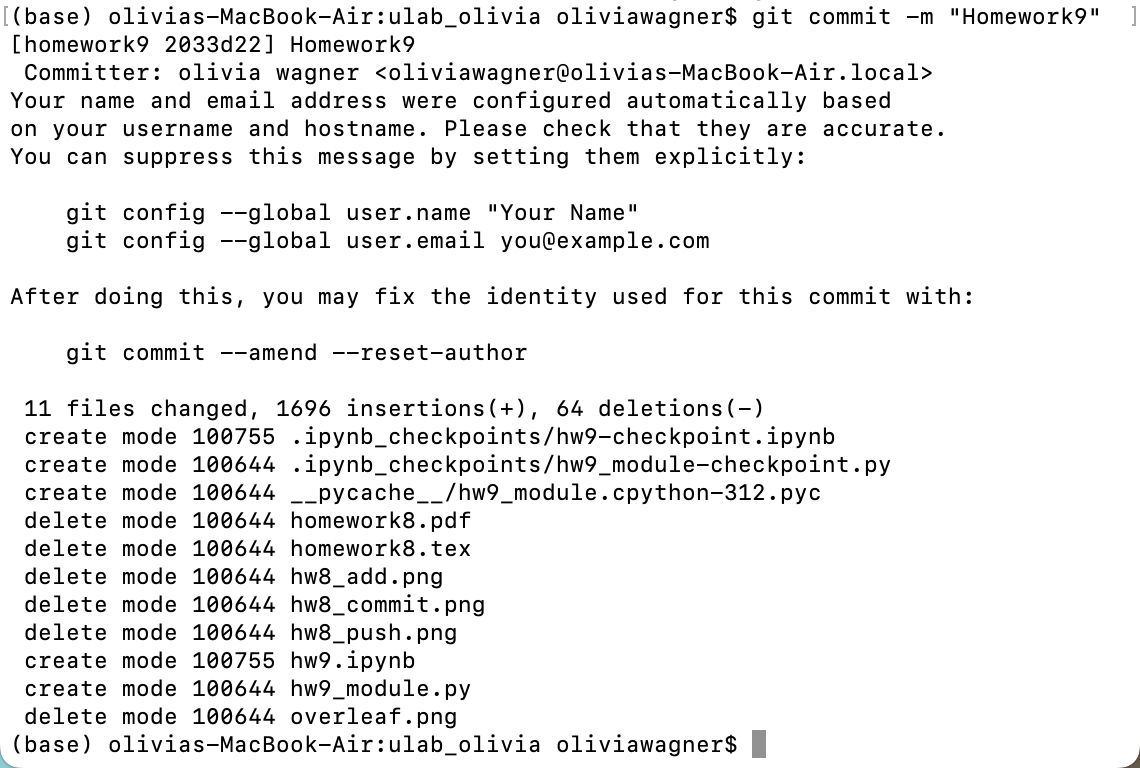 [(base) olivias-MacBook-Air:ulab_olivia oliviawagner$ git commit -m "Homework9" ]
[homework9 2033d22] Homework9
 Committer: olivia wagner <oliviawagner@olivias-MacBook-Air.local>
Your name and email address were configured automatically based
on your username and hostname. Please check that they are accurate.
You can suppress this message by setting them explicitly:

    git config --global user.name "Your Name"
    git config --global user.email you@example.com

After doing this, you may fix the identity used for this commit with:

    git commit --amend --reset-author

 11 files changed, 1696 insertions(+), 64 deletions(-)
 create mode 100755 .ipynb_checkpoints/hw9-checkpoint.ipynb
 create mode 100644 .ipynb_checkpoints/hw9_module-checkpoint.py
 create mode 100644 __pycache__/hw9_module.cpython-312.pyc
 delete mode 100644 homework8.pdf
 delete mode 100644 homework8.tex
 delete mode 100644 hw8_add.png
 delete mode 100644 hw8_commit.png
 delete mode 100644 hw8_push.png
 create mode 100755 hw9.ipynb
 create mode 100644 hw9_module.py
 delete mode 100644 overleaf.png
(base) olivias-MacBook-Air:ulab_olivia oliviawagner$